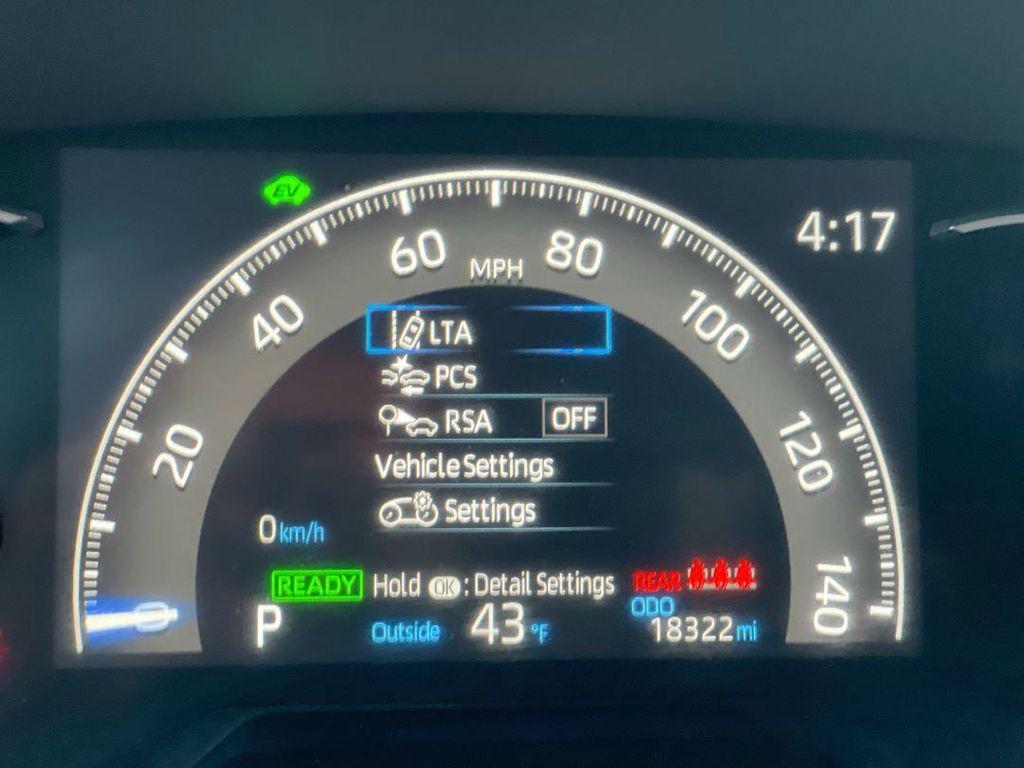 EV
4:17
60
80
MPH
40
100
LTA
PCS
RSA OFF
20
120
Vehicle Settings
Settings
0 km/h
READY Hold OK : Detail Settings REAR
140
0
ODO
P Outside 43 °F 18322 mi